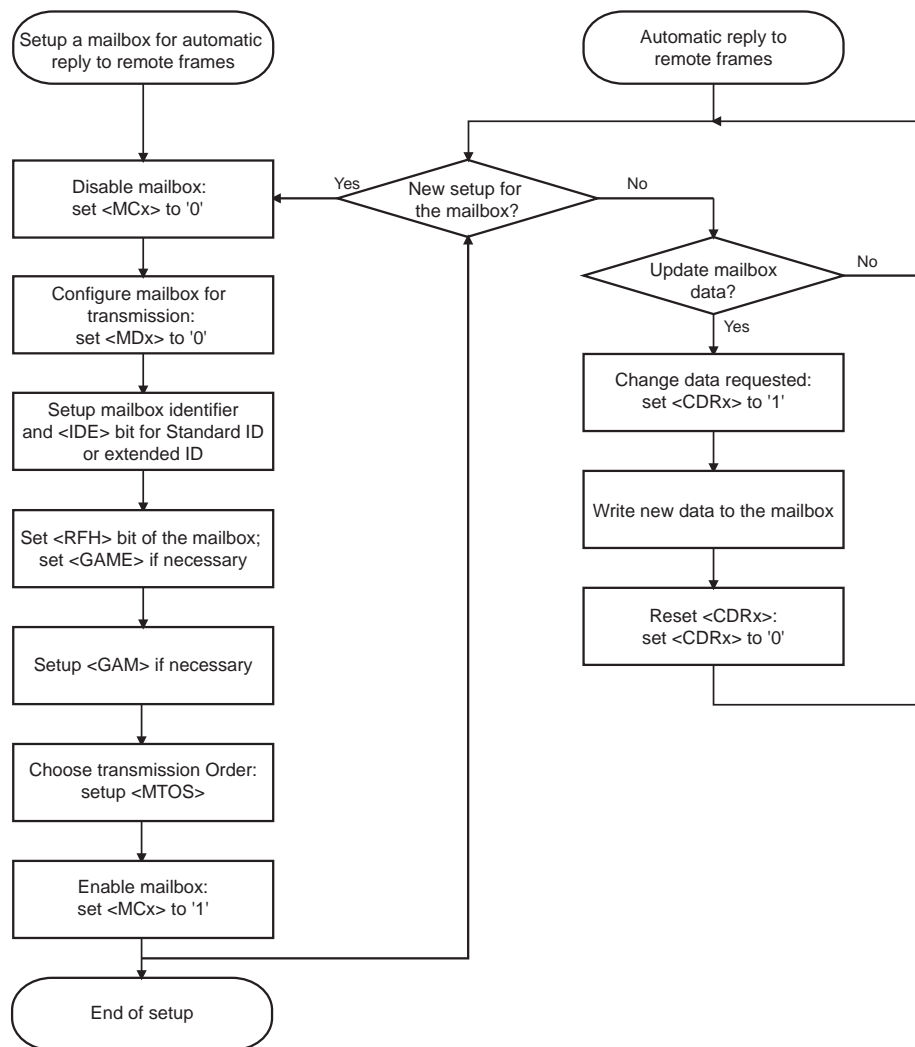 Setup a mailbox for automatic
reply to remote frames
Disable mailbox:
set <MCx> to '0'
Configure mailbox for
transmission:
set <MDx> to '0'
Setup mailbox identifier
and <IDE> bit for Standard ID
or extended ID
Set <RFH> bit of the mailbox;
set <GAME> if necessary
Setup <GAM> if necessary
Choose transmission Order:
setup <MTOS>
Enable mailbox:
set <MCx> to '1'
End of setup
Automatic reply to
remote frames
Yes
New setup for
the mailbox?
No
Update mailbox
data?
No
Yes
Change data requested:
set <CDRx> to '1'
Write new data to the mailbox
Reset <CDRx>:
set <CDRx> to '0'